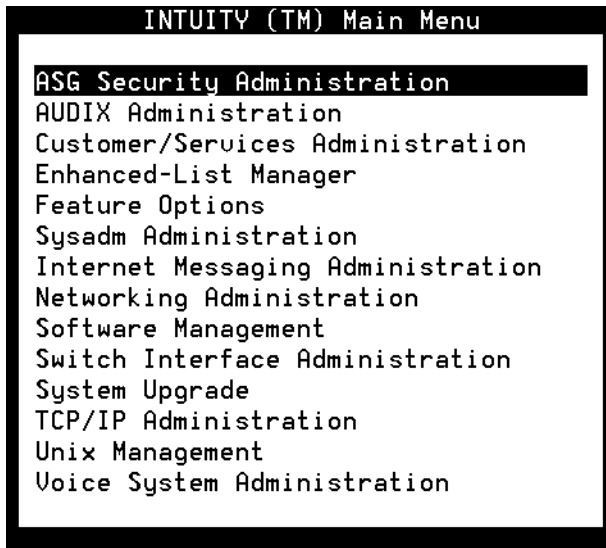 INTUITY (TM) Main Menu
ASG Security Administration
AUDIX Administration
Customer/Services Administration
Enhanced-List Manager
Feature Options
Sysadm Administration
Internet Messaging Administration
Networking Administration
Software Management
Switch Interface Administration
System Upgrade
TCP/IP Administration
Unix Management
Voice System Administration